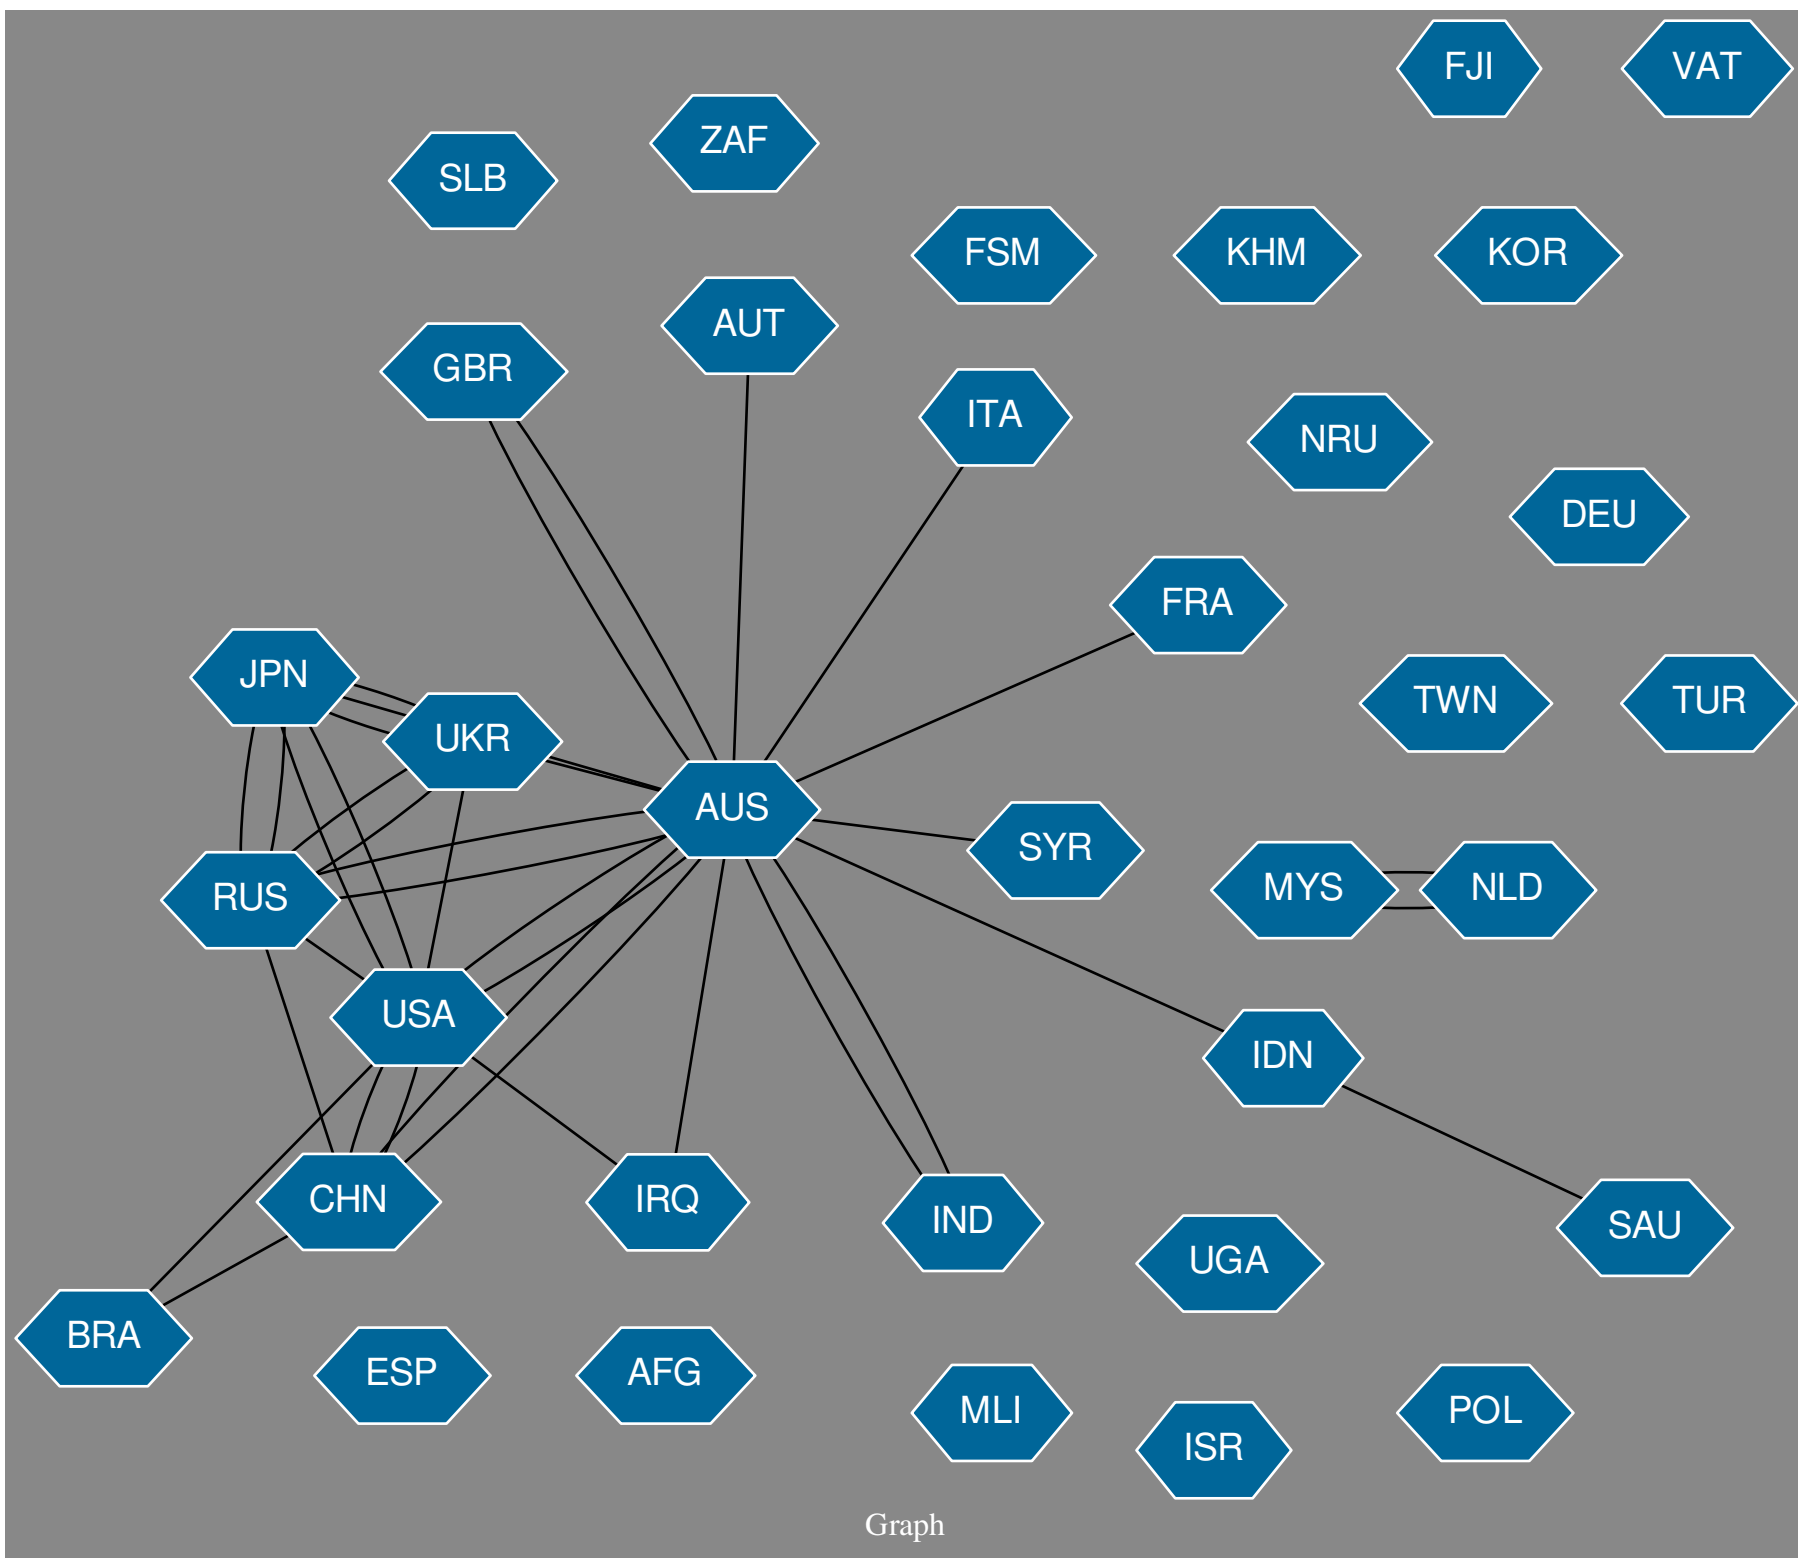 FJI
VAT
ZAF
SLB
FSM
KHM
KOR
AUT
GBR
ITA
NRU
DEU
FRA
JPN
TWN
TUR
UKR
AUS
SYR
MYS
NLD
RUS
USA
IDN
CHN
IRQ
IND
SAU
UGA
BRA
ESP
AFG
MLI
POL
ISR
Graph